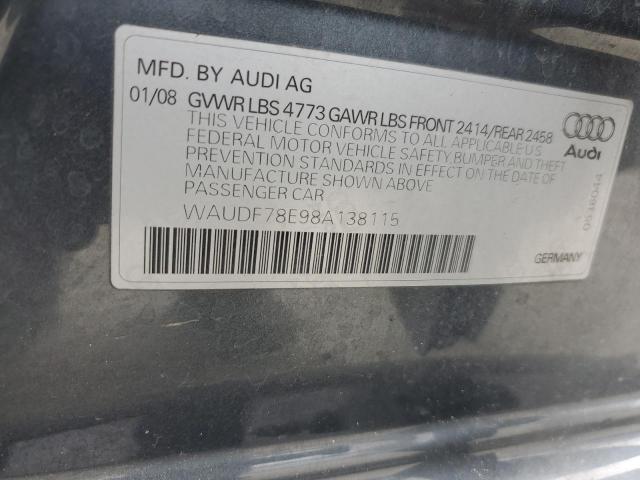 MFD. BY AUDI AG
01/08 GVWR LBS 4773 GAWR LBS FRONT 2414/REAR 2458
THIS VEHICLE CONFORMS TO ALL APPLICABLE U.S
FEDERAL MOTOR VEHICLE SAFETY, BUMPER AND THEFT
PREVENTION STANDARDS IN EFFECT ON THE DATE OF
MANUFACTURE SHOWN ABOVE
PASSENGER CAR
WAUDF78E98A138115
Audi
GERMANY